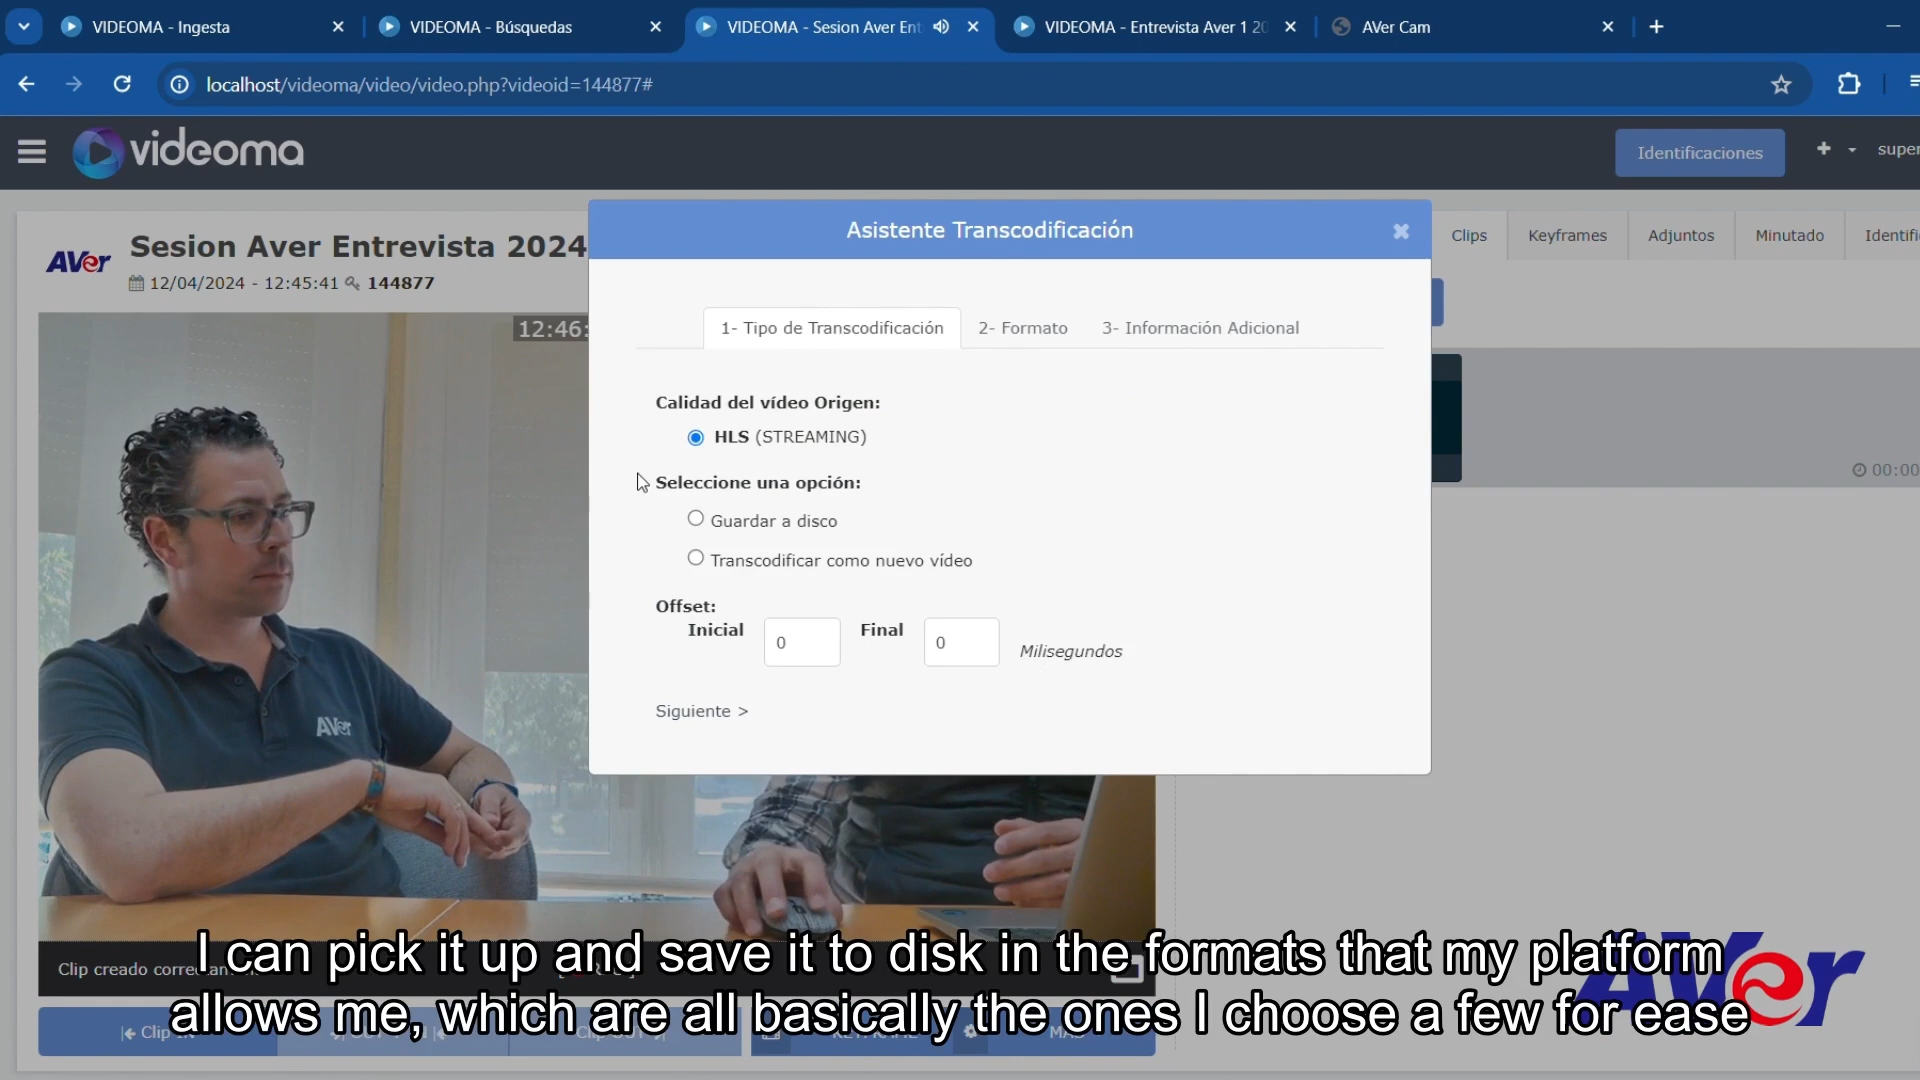 VIDEOMA - Ingesta
VIDEOMA - Búsquedas
VIDEOMA - Sesion Aver Ent
VIDEOMA - Entrevista Aver 1 20
AVer Cam
localhost/videoma/video/video.php?videoid=144877#
videoma
Identificaciones
super
AVer
Sesion Aver Entrevista 2024
12/04/2024 - 12:45:41 144877
12:46:
Asistente Transcodificación
Clips
Keyframes
Adjuntos
Minutado
Identifi
1- Tipo de Transcodificación
2- Formato
3- Información Adicional
Calidad del vídeo Origen:
HLS (STREAMING)
Seleccione una opción:
Guardar a disco
Transcodificar como nuevo vídeo
Offset:
Inicial 0 Final 0 Milisegundos
Siguiente >
00:00
AVer
Clip creado
I can pick it up and save it to disk in the formats that my platform
allows me, which are all basically the ones I choose a few for ease
AVer
Clip